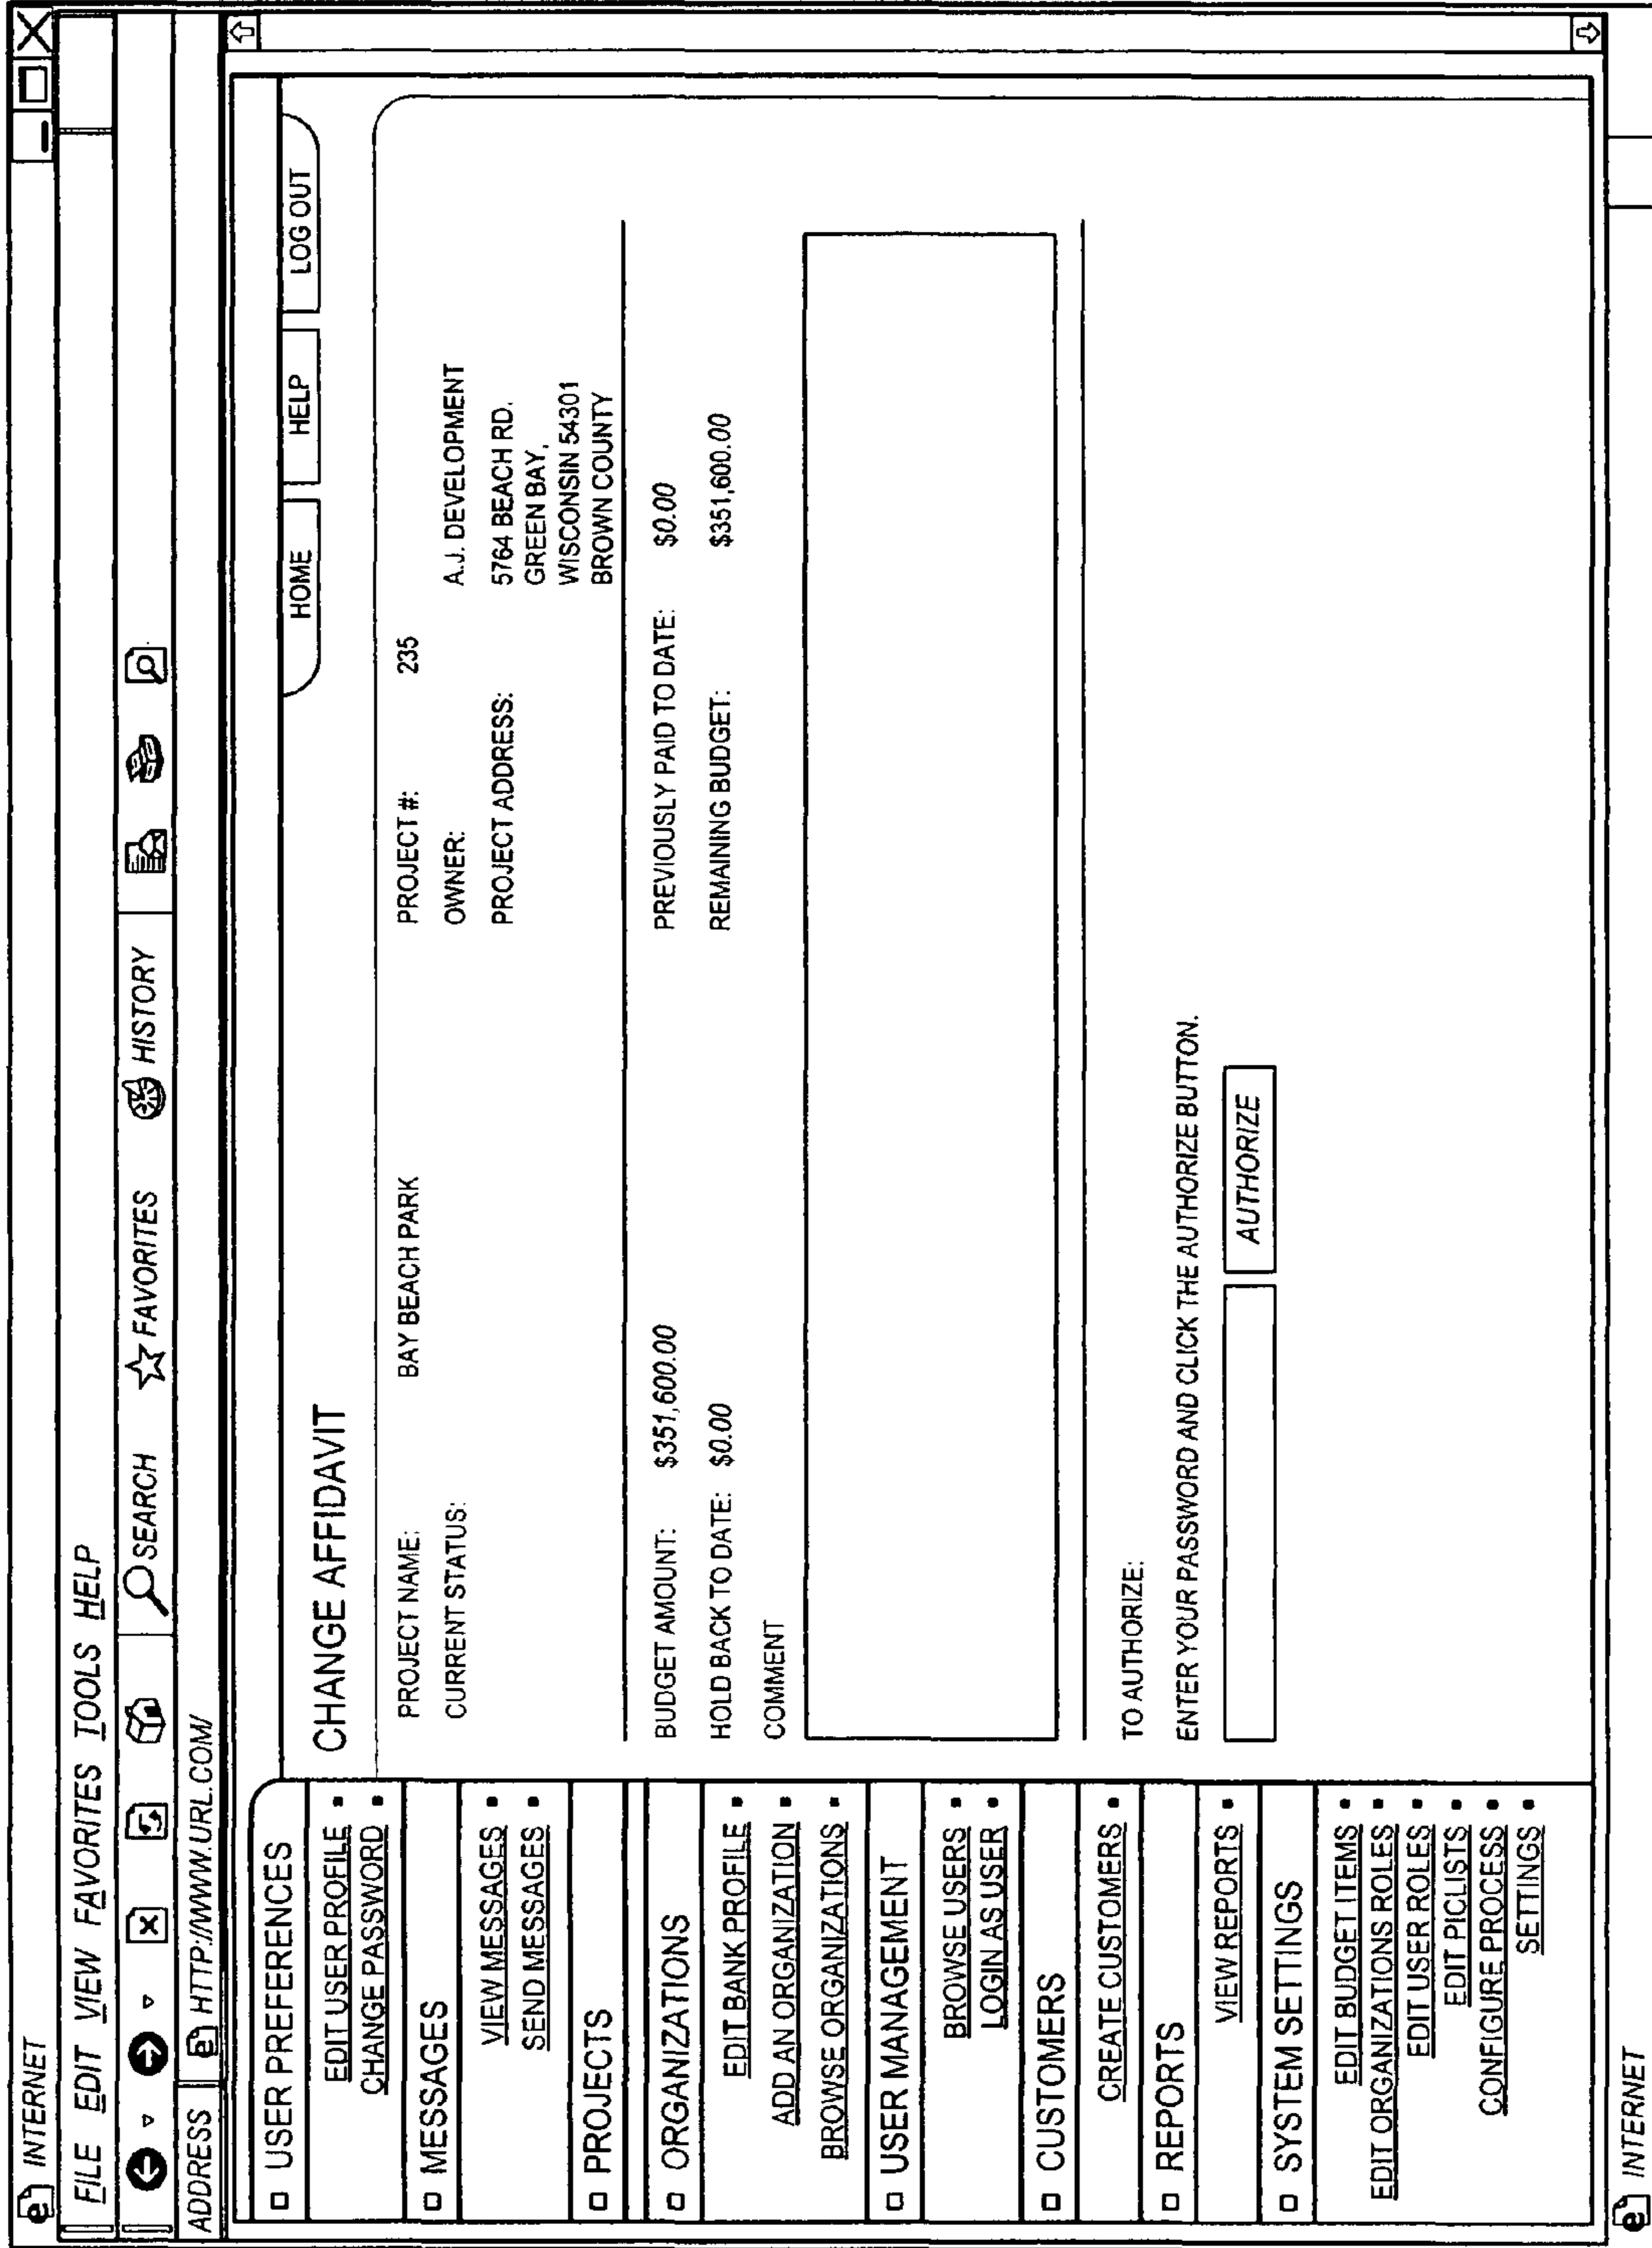 INTERNET
FILE EDIT VIEW FAVORITES TOOLS HELP
SEARCH FAVORITES HISTORY
ADDRESS HTTP://WWW.URL.COM/
HOME HELP LOG OUT
USER PREFERENCES
EDIT USER PROFILE
CHANGE PASSWORD
MESSAGES
VIEW MESSAGES
SEND MESSAGES
PROJECTS
ORGANIZATIONS
EDIT BANK PROFILE
ADD AN ORGANIZATION
BROWSE ORGANIZATIONS
USER MANAGEMENT
BROWSE USERS
LOGIN AS USER
CUSTOMERS
CREATE CUSTOMERS
REPORTS
VIEW REPORTS
SYSTEM SETTINGS
EDIT BUDGET ITEMS
EDIT ORGANIZATIONS ROLES
EDIT USER ROLES
EDIT PICLISTS
CONFIGURE PROCESS
SETTINGS
CHANGE AFFIDAVIT
PROJECT NAME: BAY BEACH PARK PROJECT #: 235
CURRENT STATUS: OWNER: A.J. DEVELOPMENT
PROJECT ADDRESS: 5764 BEACH RD.
GREEN BAY,
WISCONSIN 54301
BROWN COUNTY
BUDGET AMOUNT: $351,600.00 PREVIOUSLY PAID TO DATE: $0.00
HOLD BACK TO DATE: $0.00 REMAINING BUDGET: $351,600.00
COMMENT
TO AUTHORIZE:
ENTER YOUR PASSWORD AND CLICK THE AUTHORIZE BUTTON.
AUTHORIZE
INTERNET